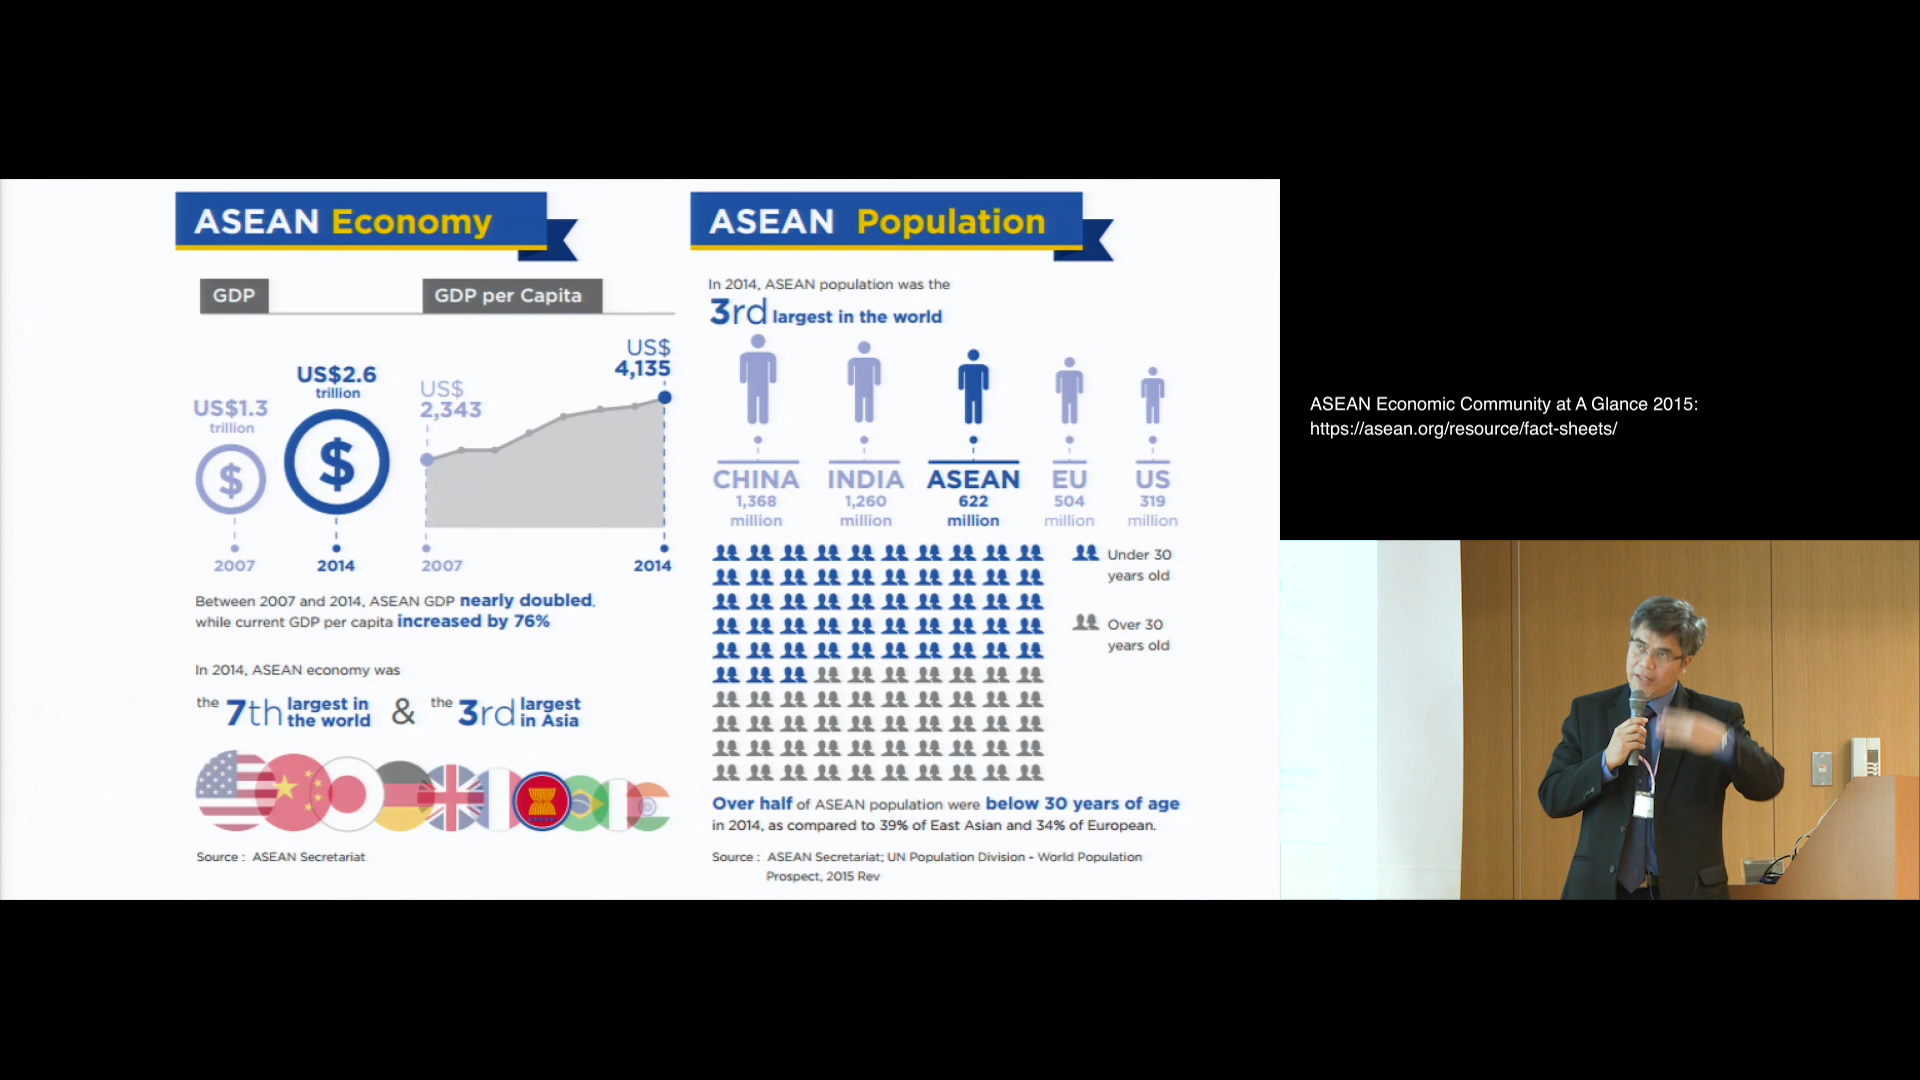 ASEAN Economy
GDP
GDP per Capita
US$1.3
trillion
US$2.6
trillion
US$
2,343
US$
4,135
2007
2014
2007
2014
Between 2007 and 2014, ASEAN GDP nearly doubled,
while current GDP per capita increased by 76%
In 2014, ASEAN economy was
the 7th largest in the world & the 3rd largest in Asia
Source : ASEAN Secretariat
ASEAN Population
In 2014, ASEAN population was the
3rd largest in the world
CHINA
1,368
million
INDIA
1,260
million
ASEAN
622
million
EU
504
million
US
319
million
Under 30
years old
Over 30
years old
Over half of ASEAN population were below 30 years of age
in 2014, as compared to 39% of East Asian and 34% of European.
Source : ASEAN Secretariat; UN Population Division - World Population
Prospect, 2015 Rev
ASEAN Economic Community at A Glance 2015:
https://asean.org/resource/fact-sheets/